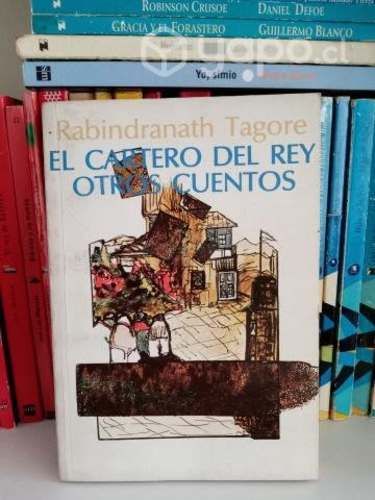 ROBINSON CRUSOE DANIEL DEFOE
GRACIA Y EL FORASTERO GUILLERMO BLANCO
yapo.cl
Yo, simio
Rabindranath Tagore
EL CARTERO DEL REY
OTROS CUENTOS